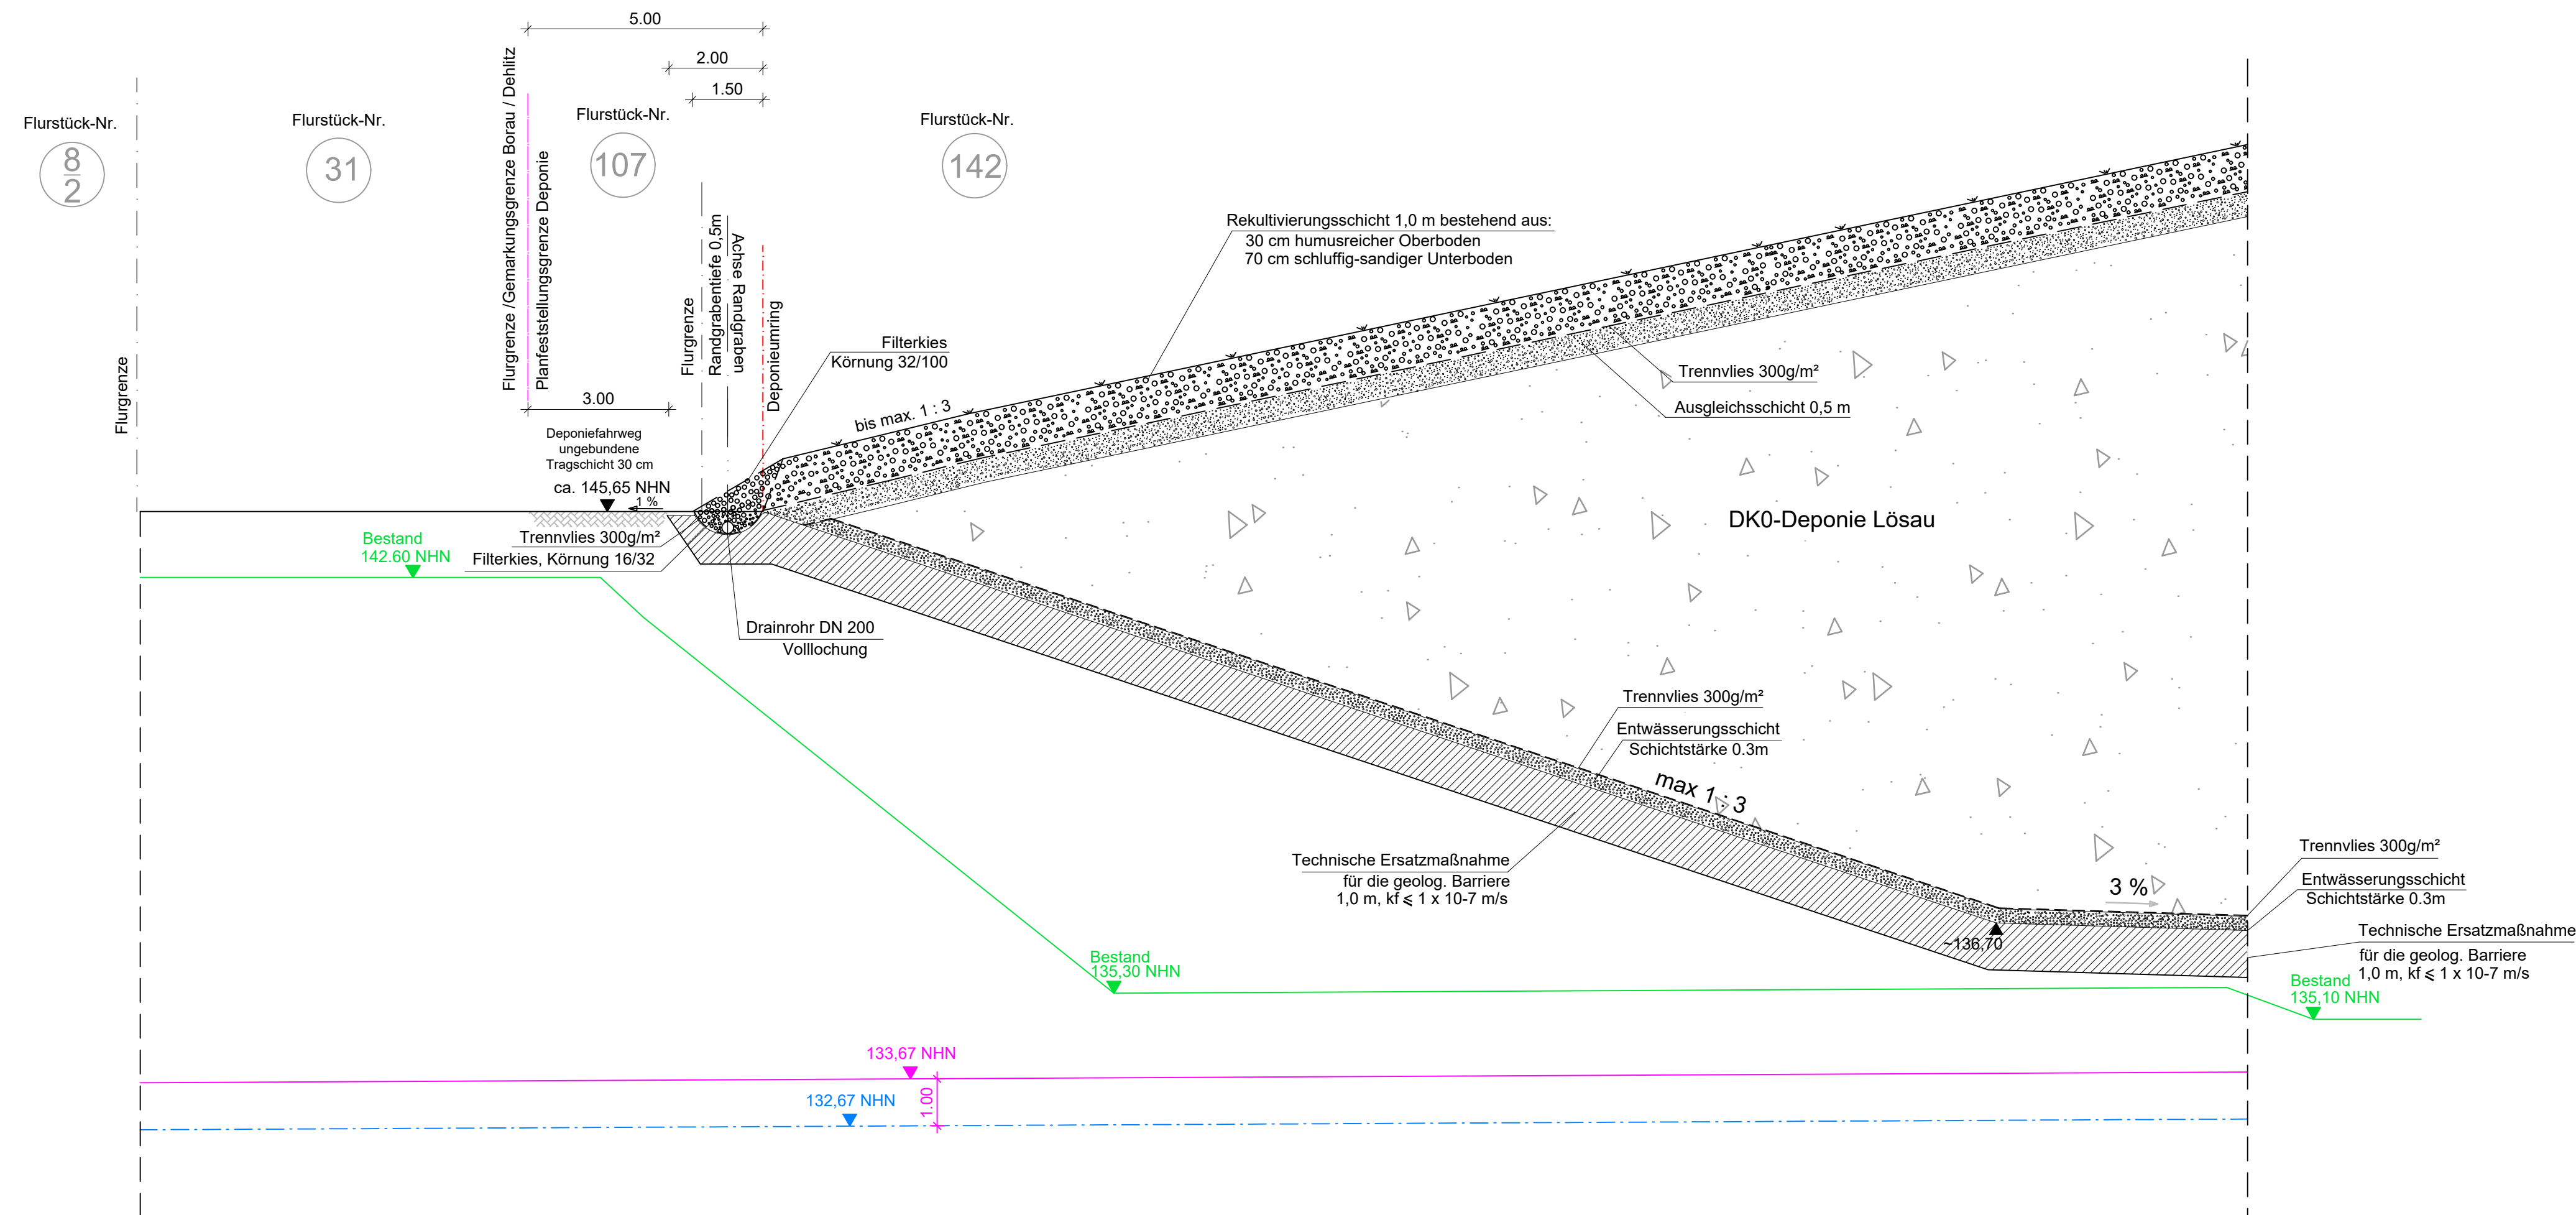 5.00
2.00
1.50
Flurstück-Nr.
8
2
Flurstück-Nr.
31
Flurstück-Nr.
107
Flurstück-Nr.
142
Flurgrenze
Flurgrenze /Gemarkungsgrenze Borau / Dehlitz
Planfeststellungsgrenze Deponie
Flurgrenze
Randgrabentiefe 0,5m
Achse Randgraben
Deponieumring
Rekultivierungsschicht 1,0 m bestehend aus:
30 cm humusreicher Oberboden
70 cm schluffig-sandiger Unterboden
Filterkies
Körnung 32/100
Trennvlies 300g/m²
Ausgleichsschicht 0,5 m
bis max. 1 : 3
3.00
Deponiefahrweg
ungebundene
Tragschicht 30 cm
ca. 145,65 NHN
1 %
Trennvlies 300g/m²
Filterkies, Körnung 16/32
Bestand
142.60 NHN
DK0-Deponie Lösau
Drainrohr DN 200
Volllochung
Trennvlies 300g/m²
Entwässerungsschicht
Schichtstärke 0.3m
max 1 : 3
Technische Ersatzmaßnahme
für die geolog. Barriere
1,0 m, kf ⩽ 1 x 10-7 m/s
3 %
~136,70
Trennvlies 300g/m²
Entwässerungsschicht
Schichtstärke 0.3m
Technische Ersatzmaßnahme
für die geolog. Barriere
1,0 m, kf ⩽ 1 x 10-7 m/s
Bestand
135,30 NHN
Bestand
135,10 NHN
133,67 NHN
1.00
132,67 NHN